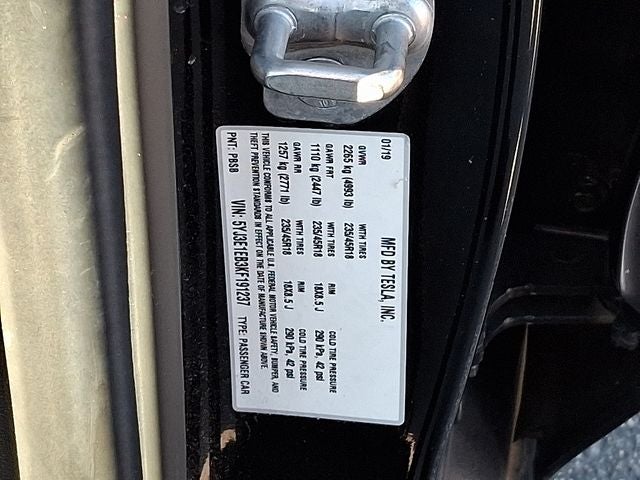 MFD BY TESLA, INC.
01/19
GVWR
2265 kg (4993 lb)
GAWR FRT WITH TIRES RIM COLD TIRE PRESSURE
1110 kg (2447 lb) 235/45R18 18X8.5 J 290 kPa, 42 psi
GAWR RR WITH TIRES RIM COLD TIRE PRESSURE
1257 kg (2771 lb) 235/45R18 18X8.5 J 290 kPa, 42 psi
THIS VEHICLE CONFORMS TO ALL APPLICABLE U.S. FEDERAL MOTOR VEHICLE SAFETY, BUMPER, AND
THEFT PREVENTION STANDARDS IN EFFECT ON THE DATE OF MANUFACTURE SHOWN ABOVE.
PNT: PBSB VIN: 5YJ3E1EB3KF191237 TYPE: PASSENGER CAR